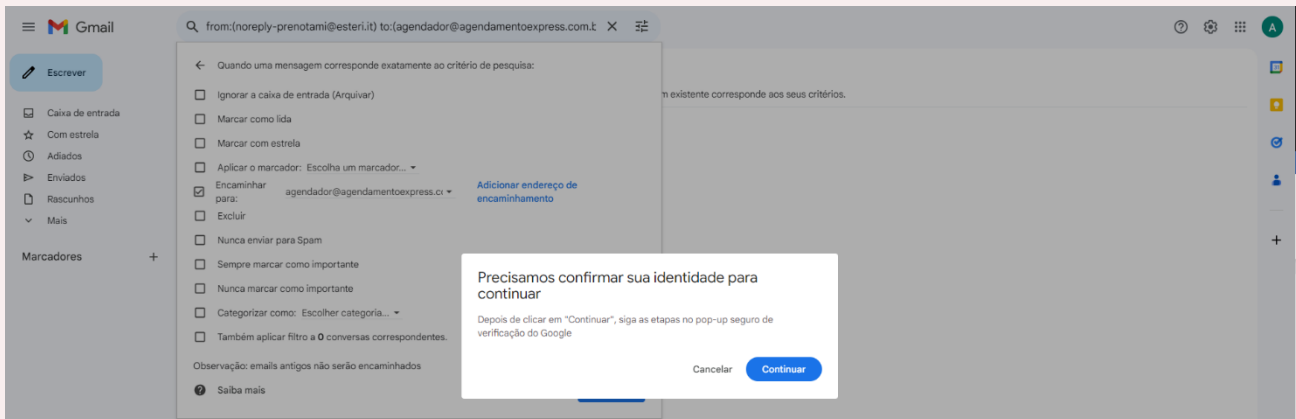 Gmail
from:(noreply-prenotami@esteri.it) to:(agendador@agendamentoexpress.com.b
A
Escrever
Caixa de entrada
Com estrela
Adiados
Enviados
Rascunhos
Mais
Marcadores
Quando uma mensagem corresponde exatamente ao critério de pesquisa:
Ignorar a caixa de entrada (Arquivar)
m existente corresponde aos seus critérios.
Marcar como lida
Marcar com estrela
Aplicar o marcador: Escolha um marcador...
Encaminhar para: agendador@agendamentoexpress.c Adicionar endereço de
encaminhamento
Excluir
Nunca enviar para Spam
Sempre marcar como importante
Nunca marcar como importante
Categorizar como: Escolher categoria...
Também aplicar filtro a 0 conversas correspondentes.
Observação: emails antigos não serão encaminhados
Saiba mais
Precisamos confirmar sua identidade para
continuar
Depois de clicar em "Continuar", siga as etapas no pop-up seguro de
verificação do Google
Cancelar Continuar